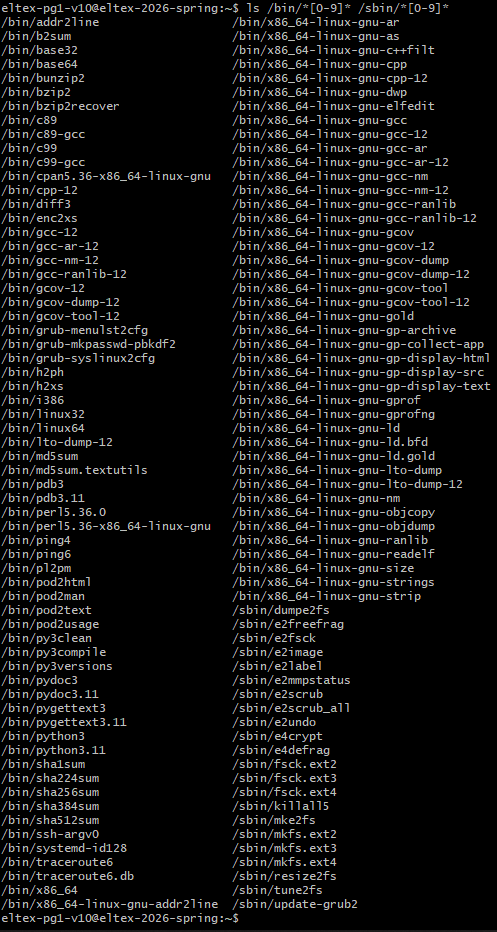 eltex-pg1-v10@eltex-2026-spring:~$ ls /bin/*[0-9]* /sbin/*[0-9]*
/bin/addr2line /bin/x86_64-linux-gnu-ar
/bin/b2sum /bin/x86_64-linux-gnu-as
/bin/base32 /bin/x86_64-linux-gnu-c++filt
/bin/base64 /bin/x86_64-linux-gnu-cpp
/bin/bunzip2 /bin/x86_64-linux-gnu-cpp-12
/bin/bzip2 /bin/x86_64-linux-gnu-dwp
/bin/bzip2recover /bin/x86_64-linux-gnu-elfedit
/bin/c89 /bin/x86_64-linux-gnu-gcc
/bin/c89-gcc /bin/x86_64-linux-gnu-gcc-12
/bin/c99 /bin/x86_64-linux-gnu-gcc-ar
/bin/c99-gcc /bin/x86_64-linux-gnu-gcc-ar-12
/bin/cpan5.36-x86_64-linux-gnu /bin/x86_64-linux-gnu-gcc-nm
/bin/cpp-12 /bin/x86_64-linux-gnu-gcc-nm-12
/bin/diff3 /bin/x86_64-linux-gnu-gcc-ranlib
/bin/enc2xs /bin/x86_64-linux-gnu-gcc-ranlib-12
/bin/gcc-12 /bin/x86_64-linux-gnu-gcov
/bin/gcc-ar-12 /bin/x86_64-linux-gnu-gcov-12
/bin/gcc-nm-12 /bin/x86_64-linux-gnu-gcov-dump
/bin/gcc-ranlib-12 /bin/x86_64-linux-gnu-gcov-dump-12
/bin/gcov-12 /bin/x86_64-linux-gnu-gcov-tool
/bin/gcov-dump-12 /bin/x86_64-linux-gnu-gcov-tool-12
/bin/gcov-tool-12 /bin/x86_64-linux-gnu-gold
/bin/grub-menulst2cfg /bin/x86_64-linux-gnu-gp-archive
/bin/grub-mkpasswd-pbkdf2 /bin/x86_64-linux-gnu-gp-collect-app
/bin/grub-syslinux2cfg /bin/x86_64-linux-gnu-gp-display-html
/bin/h2ph /bin/x86_64-linux-gnu-gp-display-src
/bin/h2xs /bin/x86_64-linux-gnu-gp-display-text
/bin/i386 /bin/x86_64-linux-gnu-gprof
/bin/linux32 /bin/x86_64-linux-gnu-gprofng
/bin/linux64 /bin/x86_64-linux-gnu-ld
/bin/lto-dump-12 /bin/x86_64-linux-gnu-ld.bfd
/bin/md5sum /bin/x86_64-linux-gnu-ld.gold
/bin/md5sum.textutils /bin/x86_64-linux-gnu-lto-dump
/bin/pdb3 /bin/x86_64-linux-gnu-lto-dump-12
/bin/pdb3.11 /bin/x86_64-linux-gnu-nm
/bin/perl5.36.0 /bin/x86_64-linux-gnu-objcopy
/bin/perl5.36-x86_64-linux-gnu /bin/x86_64-linux-gnu-objdump
/bin/ping4 /bin/x86_64-linux-gnu-ranlib
/bin/ping6 /bin/x86_64-linux-gnu-readelf
/bin/pl2pm /bin/x86_64-linux-gnu-size
/bin/pod2html /bin/x86_64-linux-gnu-strings
/bin/pod2man /bin/x86_64-linux-gnu-strip
/bin/pod2text /sbin/dumpe2fs
/bin/pod2usage /sbin/e2freefrag
/bin/py3clean /sbin/e2fsck
/bin/py3compile /sbin/e2image
/bin/py3versions /sbin/e2label
/bin/pydoc3 /sbin/e2mmpstatus
/bin/pydoc3.11 /sbin/e2scrub
/bin/pygettext3 /sbin/e2scrub_all
/bin/pygettext3.11 /sbin/e2undo
/bin/python3 /sbin/e4crypt
/bin/python3.11 /sbin/e4defrag
/bin/sha1sum /sbin/fsck.ext2
/bin/sha224sum /sbin/fsck.ext3
/bin/sha256sum /sbin/fsck.ext4
/bin/sha384sum /sbin/killall5
/bin/sha512sum /sbin/mke2fs
/bin/ssh-argv0 /sbin/mkfs.ext2
/bin/systemd-id128 /sbin/mkfs.ext3
/bin/traceroute6 /sbin/mkfs.ext4
/bin/traceroute6.db /sbin/resize2fs
/bin/x86_64 /sbin/tune2fs
/bin/x86_64-linux-gnu-addr2line /sbin/update-grub2
eltex-pg1-v10@eltex-2026-spring:~$